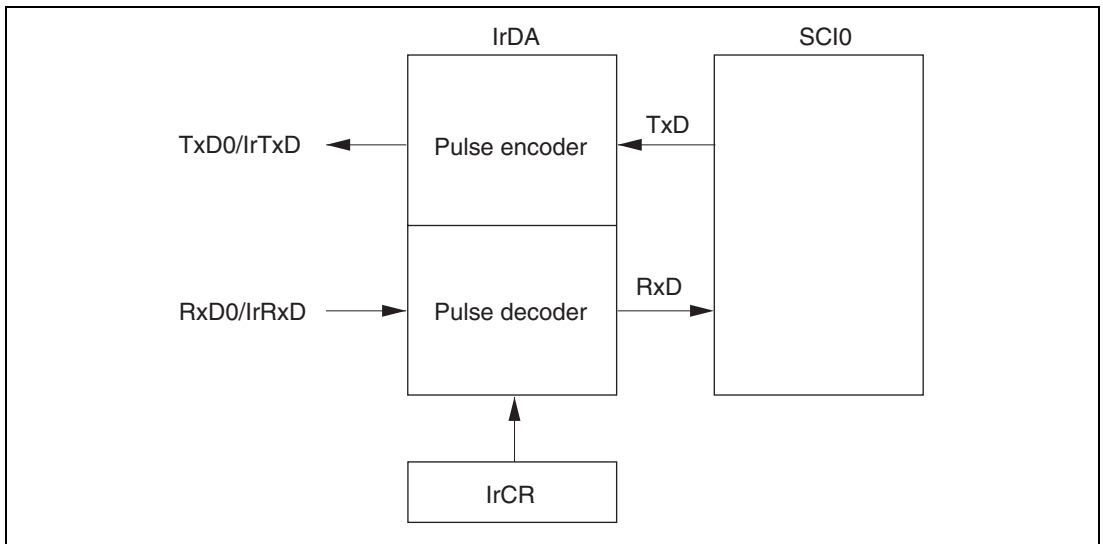 IrDA
SCI0
TxD0/IrTxD
Pulse encoder
TxD
RxD0/IrRxD
Pulse decoder
RxD
IrCR